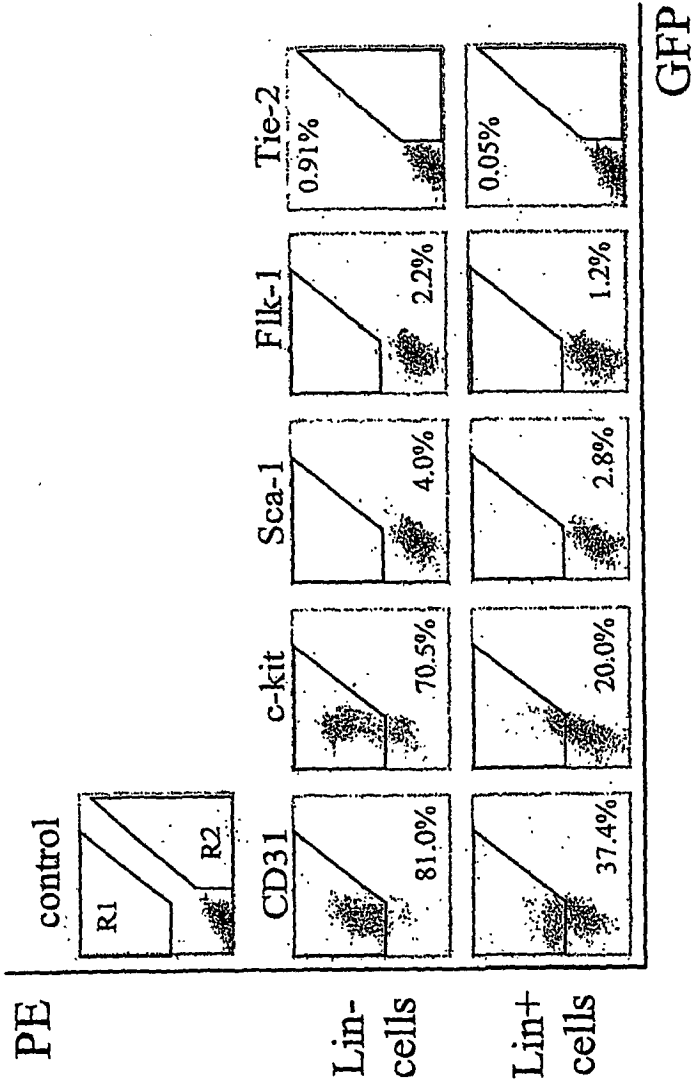 PE
control
R1
R2
CD31
c-kit
Sca-1
Flk-1
Tie-2
Lin-
cells
81.0%
70.5%
4.0%
2.2%
0.91%
Lin+
cells
37.4%
20.0%
2.8%
1.2%
0.05%
GFP